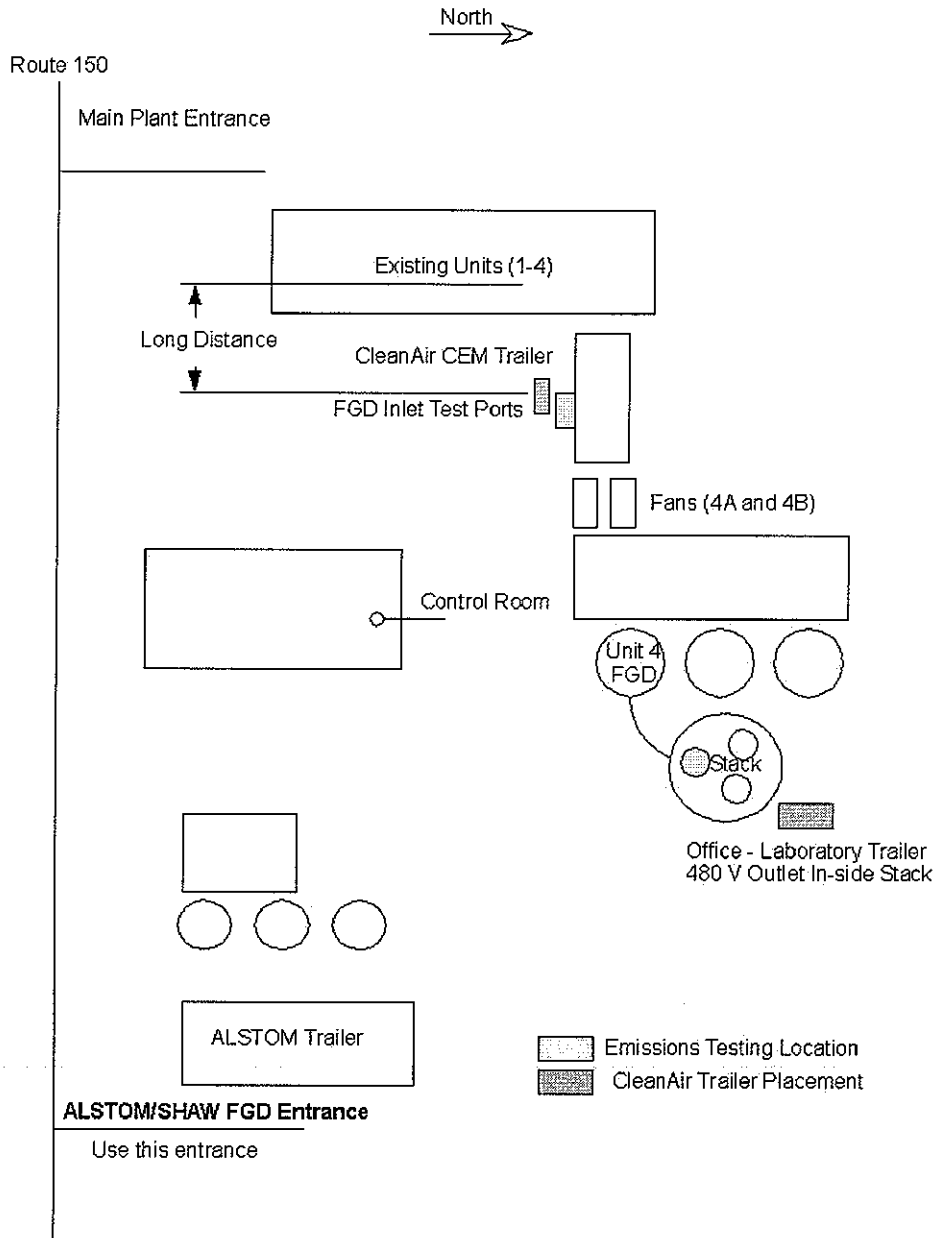 North
Route 150
Main Plant Entrance
Existing Units (1-4)
Long Distance
CleanAir CEM Trailer
FGD Inlet Test Ports
Fans (4A and 4B)
Control Room
Unit 4
FGD
Stack
Office - Laboratory Trailer
480 V Outlet In-side Stack
ALSTOM Trailer
Emissions Testing Location
CleanAir Trailer Placement
ALSTOM/SHAW FGD Entrance
Use this entrance